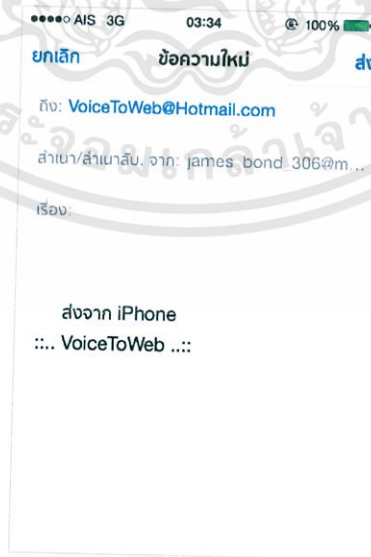 ●●●●○ AIS 3G 03:34 100%
ยกเลิก ข้อความใหม่ ส่ง
ถึง: VoiceToWeb@Hotmail.com
สำเนา/สำเนาลับ, จาก: james_bond_306@m...
เรื่อง:
ส่งจาก iPhone
::.. VoiceToWeb ..::